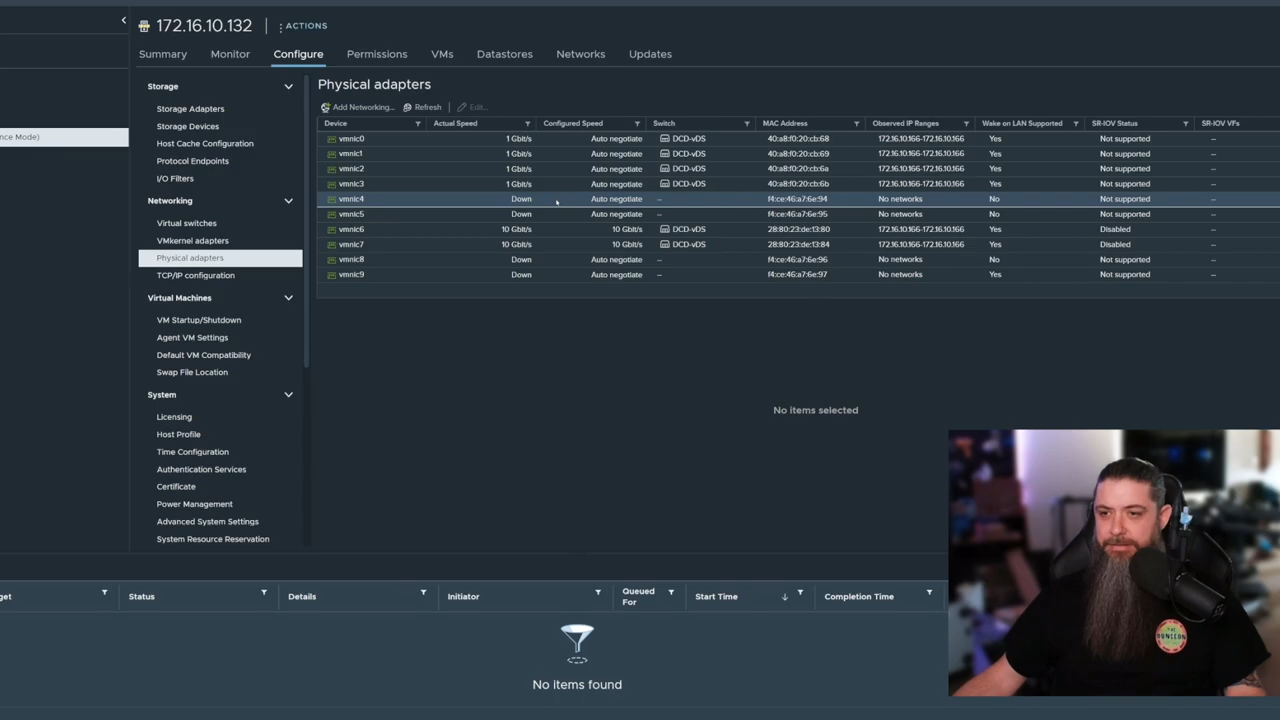 172.16.10.132 ACTIONS
Summary Monitor Configure Permissions VMs Datastores Networks Updates
nce Mode)
Storage
Storage Adapters
Storage Devices
Host Cache Configuration
Protocol Endpoints
I/O Filters
Networking
Virtual switches
VMkernel adapters
Physical adapters
TCP/IP configuration
Virtual Machines
VM Startup/Shutdown
Agent VM Settings
Default VM Compatibility
Swap File Location
System
Licensing
Host Profile
Time Configuration
Authentication Services
Certificate
Power Management
Advanced System Settings
System Resource Reservation
Physical adapters
Add Networking... Refresh Edit...
Device Actual Speed Configured Speed Switch MAC Address Observed IP Ranges Wake on LAN Supported SR-IOV Status SR-IOV VFs
vmnic0 1 Gbit/s Auto negotiate DCD-vDS 40:a8:f0:20:cb:68 172.16.10.166-172.16.10.166 Yes Not supported --
vmnic1 1 Gbit/s Auto negotiate DCD-vDS 40:a8:f0:20:cb:69 172.16.10.166-172.16.10.166 Yes Not supported --
vmnic2 1 Gbit/s Auto negotiate DCD-vDS 40:a8:f0:20:cb:6a 172.16.10.166-172.16.10.166 Yes Not supported --
vmnic3 1 Gbit/s Auto negotiate DCD-vDS 40:a8:f0:20:cb:6b 172.16.10.166-172.16.10.166 Yes Not supported --
vmnic4 Down Auto negotiate -- f4:ce:46:a7:6e:94 No networks No Not supported --
vmnic5 Down Auto negotiate -- f4:ce:46:a7:6e:95 No networks No Not supported --
vmnic6 10 Gbit/s 10 Gbit/s DCD-vDS 28:80:23:de:13:80 172.16.10.166-172.16.10.166 Yes Disabled --
vmnic7 10 Gbit/s 10 Gbit/s DCD-vDS 28:80:23:de:13:84 172.16.10.166-172.16.10.166 Yes Disabled --
vmnic8 Down Auto negotiate -- f4:ce:46:a7:6e:96 No networks No Not supported --
vmnic9 Down Auto negotiate -- f4:ce:46:a7:6e:97 No networks Yes Not supported --
No items selected
get Status Details Initiator Queued For Start Time Completion Time
No items found
THE
DUNGEON